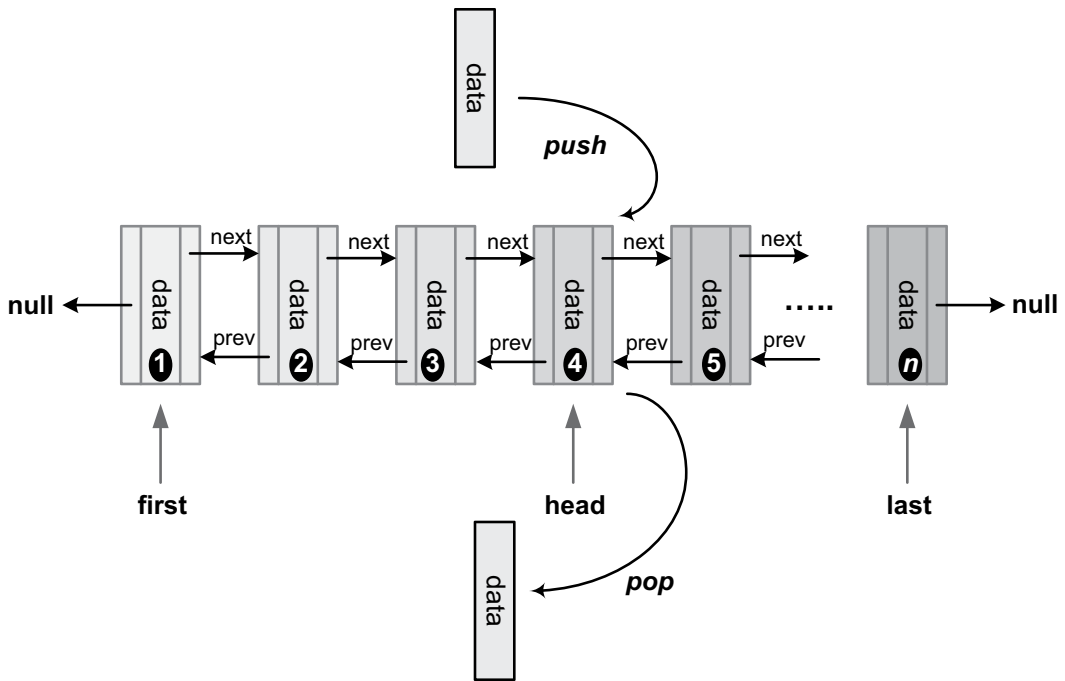 data
push
next
next
next
next
next
null
data
data
data
data
data
.....
data
null
prev
prev
prev
prev
prev
1
2
3
4
5
n
first
head
last
data
pop